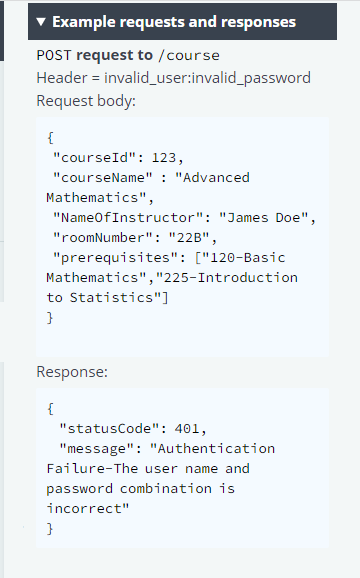 ▼ Example requests and responses
POST request to /course
Header = invalid_user:invalid_password
Request body:
{
"courseId": 123,
"courseName" : "Advanced
Mathematics",
"NameOfInstructor": "James Doe",
"roomNumber": "22B",
"prerequisites": ["120-Basic
Mathematics","225-Introduction
to Statistics"]
}
Response:
{
"statusCode": 401,
"message": "Authentication
Failure-The user name and
password combination is
incorrect"
}